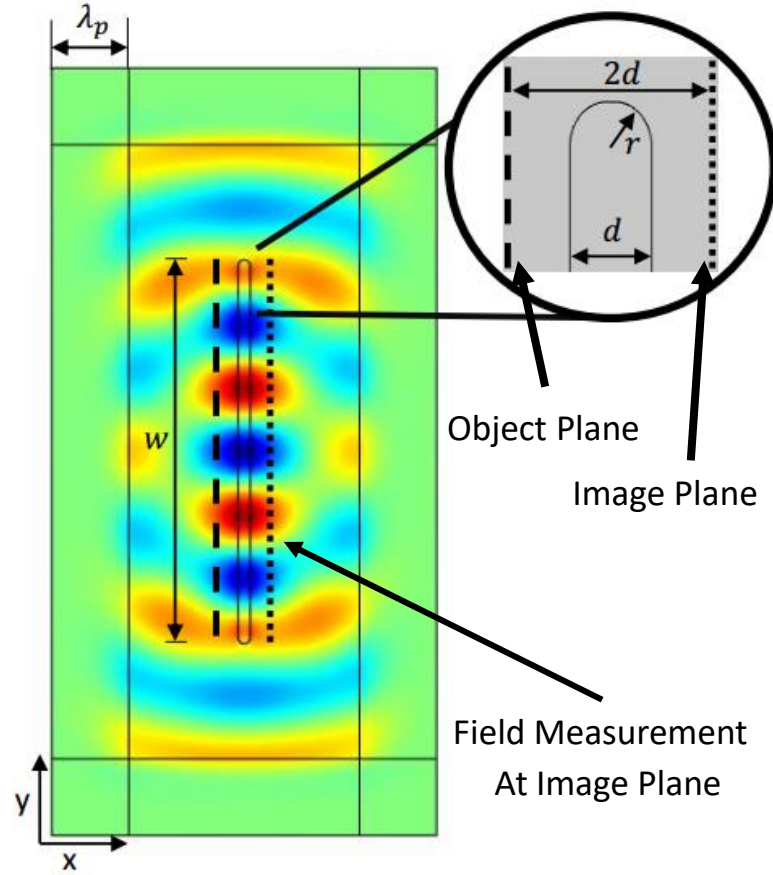 λₚ
2d
r
d
w
Object Plane
Image Plane
Field Measurement
At Image Plane
y
x